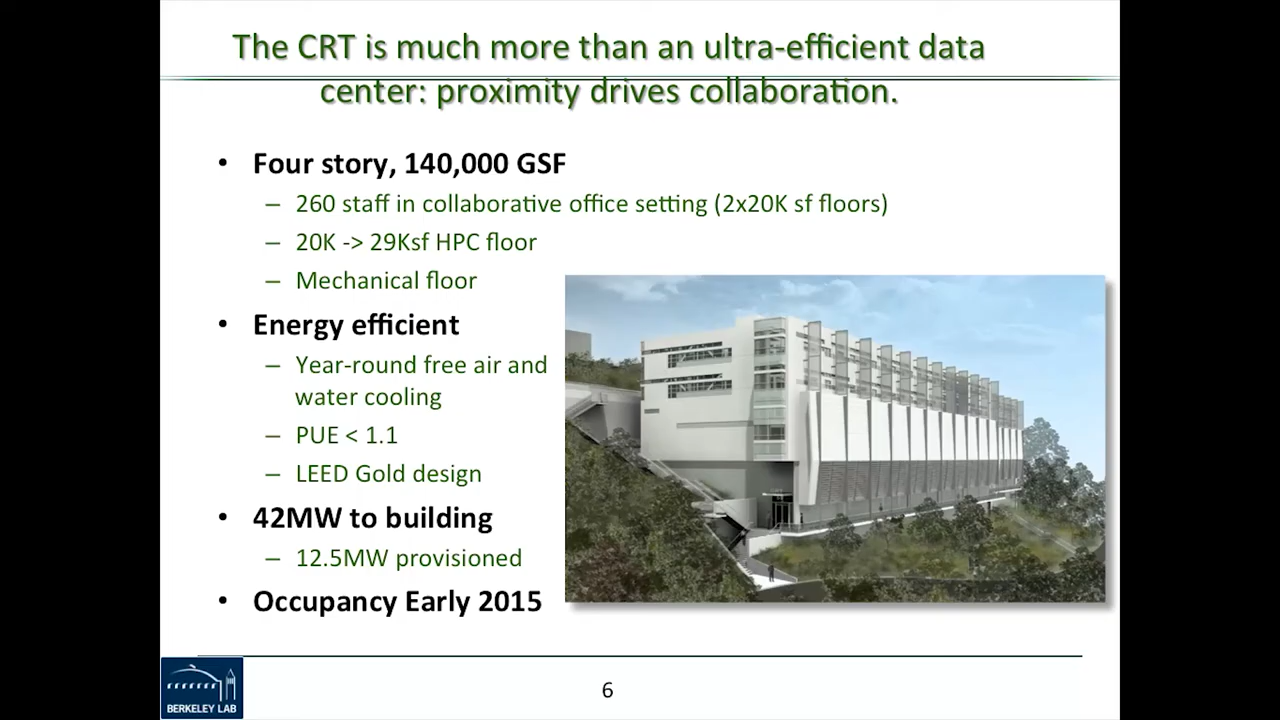 The CRT is much more than an ultra-efficient data
center: proximity drives collaboration.
• Four story, 140,000 GSF
– 260 staff in collaborative office setting (2x20K sf floors)
– 20K -> 29Ksf HPC floor
– Mechanical floor
• Energy efficient
– Year-round free air and
water cooling
– PUE < 1.1
– LEED Gold design
• 42MW to building
– 12.5MW provisioned
• Occupancy Early 2015
6
BERKELEY LAB